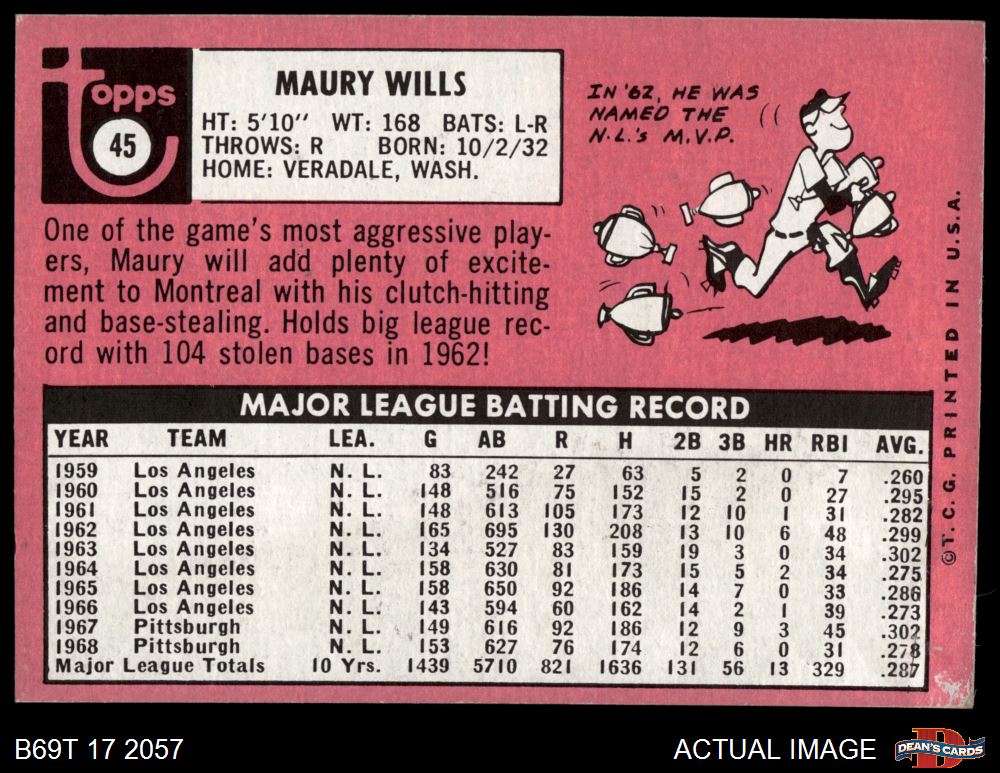 Topps
45
MAURY WILLS
HT: 5'10" WT: 168 BATS: L-R
THROWS: R BORN: 10/2/32
HOME: VERADALE, WASH.
IN '62, HE WAS
NAMED THE
N.L.'s M.V.P.
One of the game's most aggressive play-
ers, Maury will add plenty of excite-
ment to Montreal with his clutch-hitting
and base-stealing. Holds big league rec-
ord with 104 stolen bases in 1962!
MAJOR LEAGUE BATTING RECORD
YEAR TEAM LEA. G AB R H 2B 3B HR RBI AVG.
1959 Los Angeles N. L. 83 242 27 63 5 2 0 7 .260
1960 Los Angeles N. L. 148 516 75 152 15 2 0 27 .295
1961 Los Angeles N. L. 148 613 105 173 12 10 1 31 .282
1962 Los Angeles N. L. 165 695 130 208 13 10 6 48 .299
1963 Los Angeles N. L. 134 527 83 159 19 3 0 34 .302
1964 Los Angeles N. L. 158 630 81 173 15 5 2 34 .275
1965 Los Angeles N. L. 158 650 92 186 14 7 0 33 .286
1966 Los Angeles N. L. 143 594 60 162 14 2 1 39 .273
1967 Pittsburgh N. L. 149 616 92 186 12 9 3 45 .302
1968 Pittsburgh N. L. 153 627 76 174 12 6 0 31 .278
Major League Totals 10 Yrs. 1439 5710 821 1636 131 56 13 329 .287
©T. C. G. PRINTED IN U.S.A.
B69T 17 2057
ACTUAL IMAGE
D
DEAN'S CARDS